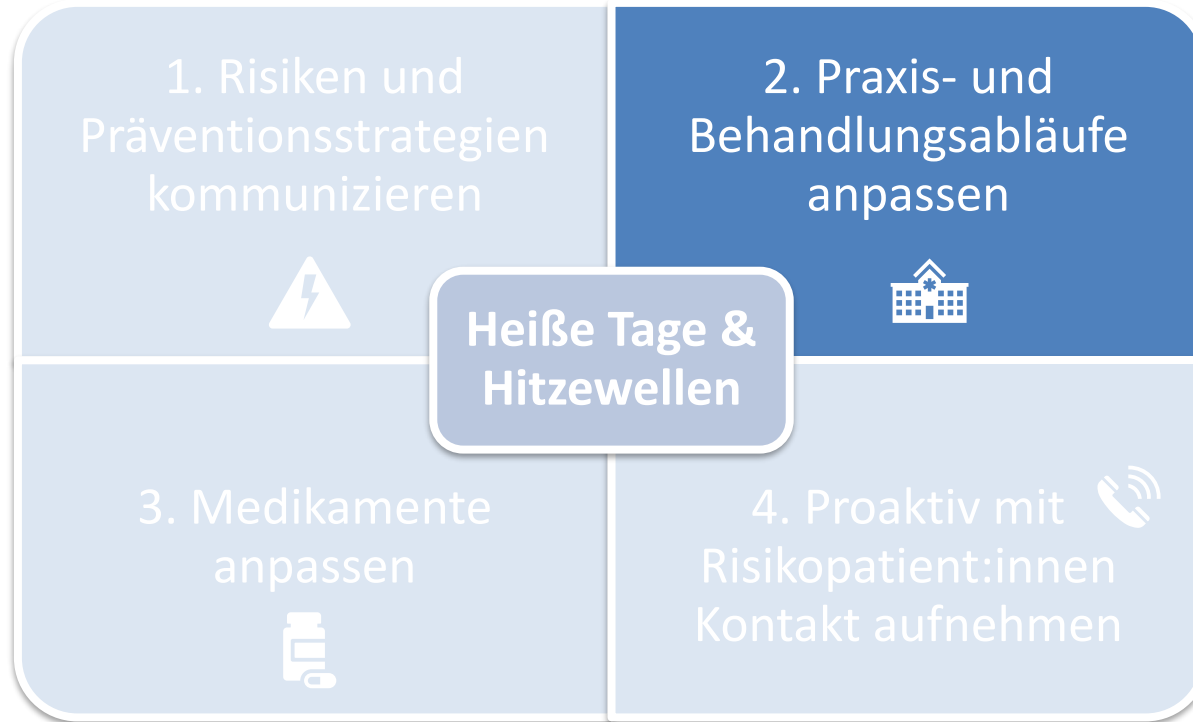 1. Risiken und
Präventionsstrategien
kommunizieren
2. Praxis- und
Behandlungsabläufe
anpassen
Heiße Tage &
Hitzewellen
3. Medikamente
anpassen
4. Proaktiv mit
Risikopatient:innen
Kontakt aufnehmen